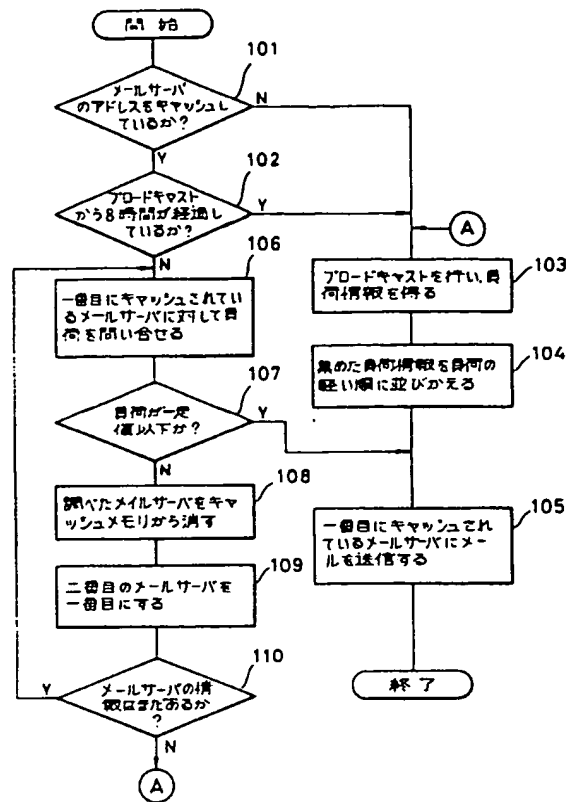 開始
101
メールサーバ
のアドレスをキャッシュし
ているか?
N
Y
102
ブロードキャスト
から8時間が経過し
ているか?
Y
N
A
106
一番目にキャッシュされてい
るメールサーバに対して負
荷を問い合せる
103
ブロードキャストを行い、負
荷情報を得る
104
集めた負荷情報を負荷の
軽い順に並びかえる
107
負荷が一定
値以下か?
Y
N
108
調べたメイルサーバをキャ
ッシュメモリから消す
105
一番目にキャッシュされ
ているメールサーバにメー
ルを送信する
109
二番目のメールサーバを
一番目にする
110
メールサーバの情
報はまだあるか
?
Y
N
終了
A